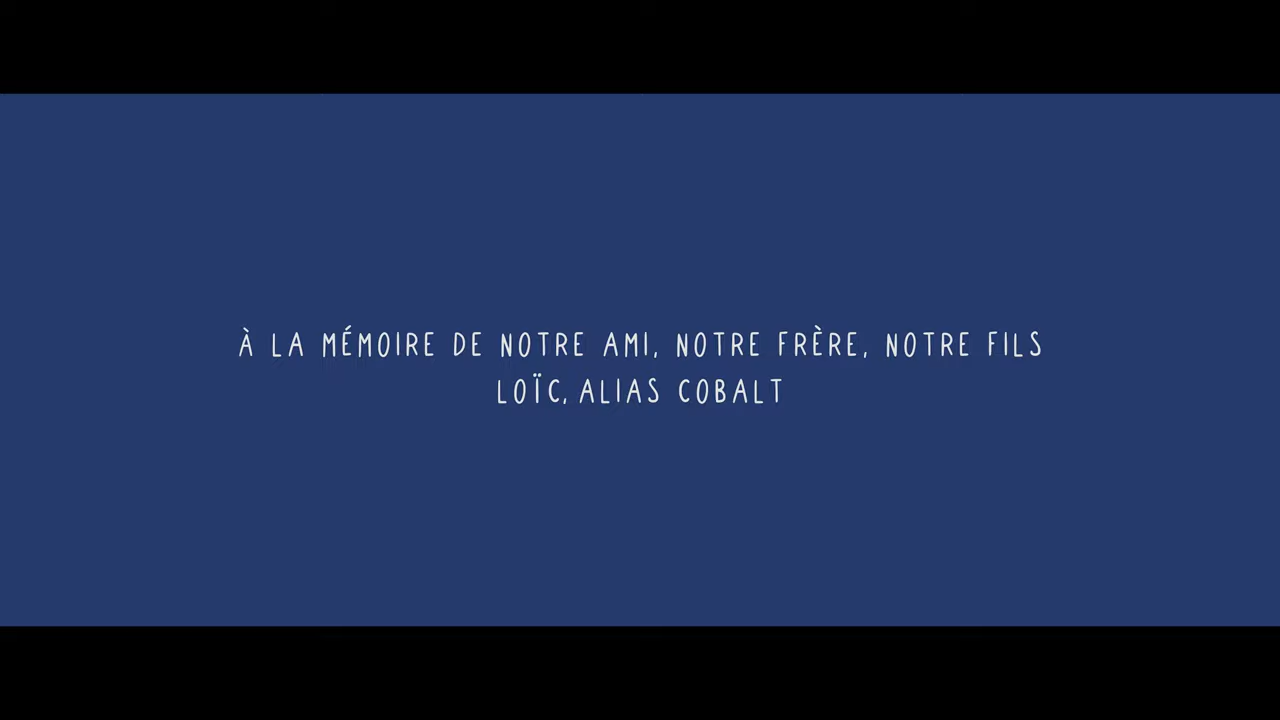 À LA MÉMOIRE DE NOTRE AMI, NOTRE FRÈRE, NOTRE FILS
LOÏC, ALIAS COBALT